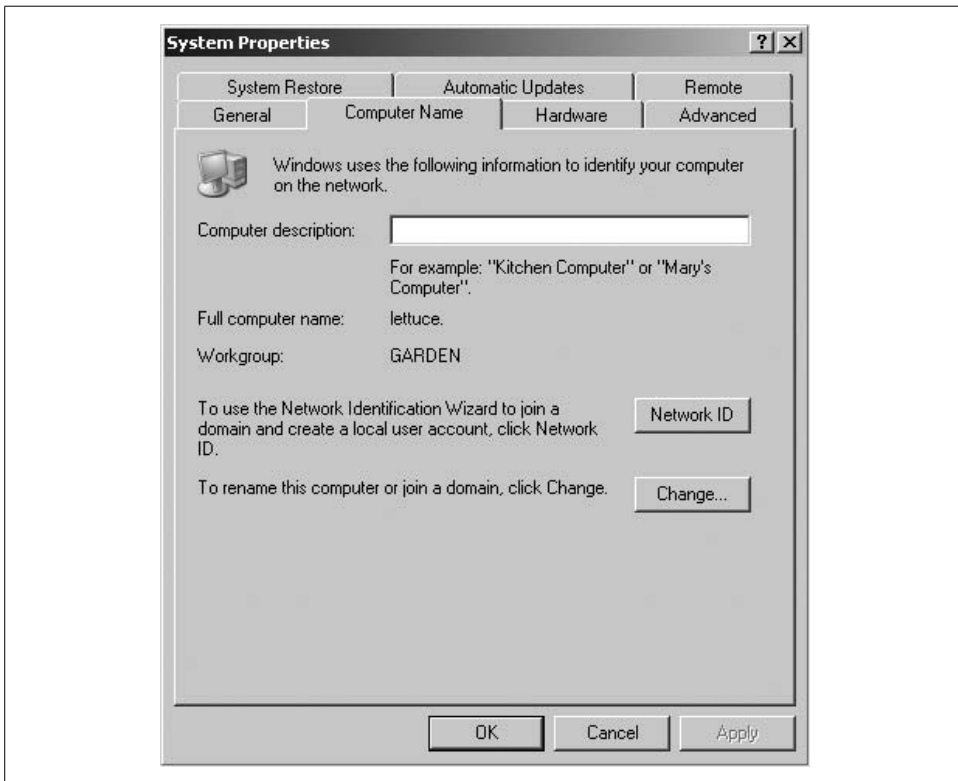 System Properties
System Restore
Automatic Updates
Remote
General
Computer Name
Hardware
Advanced
Windows uses the following information to identify your computer
on the network.
Computer description:
For example: "Kitchen Computer" or "Mary's
Computer".
Full computer name:
lettuce.
Workgroup:
GARDEN
To use the Network Identification Wizard to join a
domain and create a local user account, click Network
ID.
Network ID
To rename this computer or join a domain, click Change.
Change...
OK
Cancel
Apply